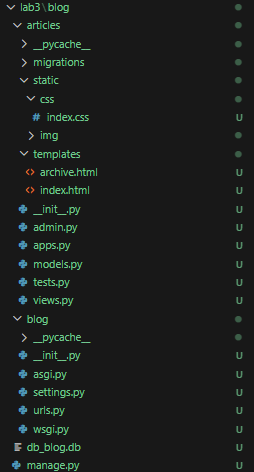 lab3\blog
articles
__pycache__
migrations
static
css
# index.css U
img
templates
<> archive.html U
<> index.html U
__init__.py U
admin.py U
apps.py U
models.py U
tests.py U
views.py U
blog
__pycache__
__init__.py U
asgi.py U
settings.py U
urls.py U
wsgi.py U
db_blog.db U
manage.py U